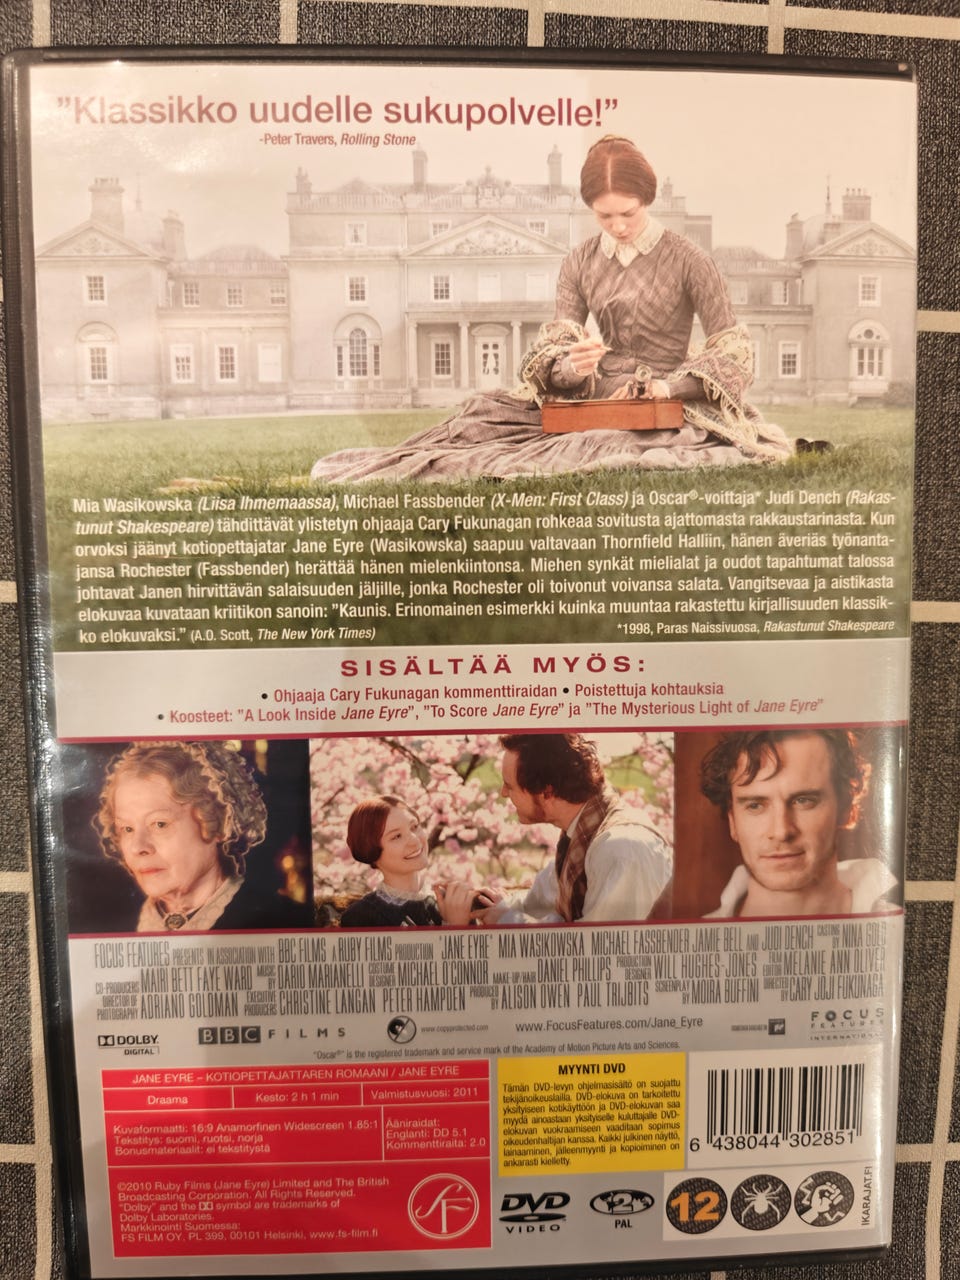 "Klassikko uudelle sukupolvelle!"
-Peter Travers, Rolling Stone
Mia Wasikowska (Liisa Ihmemaassa), Michael Fassbender (X-Men: First Class) ja Oscar®-voittaja* Judi Dench (Rakas-
tunut Shakespeare) tähdittävät ylistetyn ohjaaja Cary Fukunagan rohkeaa sovitusta ajattomasta rakkaustarinasta. Kun
orvoksi jäänyt kotiopettajatar Jane Eyre (Wasikowska) saapuu valtavaan Thornfield Halliin, hänen äveriäs työnanta-
jansa Rochester (Fassbender) herättää hänen mielenkiintonsa. Miehen synkät mielialat ja oudot tapahtumat talossa
johtavat Janen hirvittävän salaisuuden jäljille, jonka Rochester oli toivonut voivansa salata. Vangitsevaa ja aistikasta
elokuvaa kuvataan kriitikon sanoin: "Kaunis. Erinomainen esimerkki kuinka muuntaa rakastettu kirjallisuuden klassik-
ko elokuvaksi." (A.O. Scott, The New York Times)
*1998, Paras Naissivuosa, Rakastunut Shakespeare
SISÄLTÄÄ MYÖS:
• Ohjaaja Cary Fukunagan kommenttiraidan • Poistettuja kohtauksia
• Koosteet: "A Look Inside Jane Eyre", "To Score Jane Eyre" ja "The Mysterious Light of Jane Eyre"
FOCUS FEATURES PRESENTS IN ASSOCIATION WITH BBC FILMS A RUBY FILMS PRODUCTION 'JANE EYRE' MIA WASIKOWSKA MICHAEL FASSBENDER JAMIE BELL AND JUDI DENCH CASTING BY NINA GOLD
CO-PRODUCERS MAIRI BETT FAYE WARD MUSIC BY DARIO MARIANELLI COSTUME DESIGNER MICHAEL O'CONNOR MAKE-UP/HAIR DANIEL PHILLIPS PRODUCTION DESIGNER WILL HUGHES-JONES FILM EDITOR MELANIE ANN OLIVER
DIRECTOR OF PHOTOGRAPHY ADRIANO GOLDMAN EXECUTIVE PRODUCERS CHRISTINE LANGAN PETER HAMPDEN PRODUCED BY ALISON OWEN PAUL TRIJBITS SCREENPLAY BY MOIRA BUFFINI DIRECTED BY CARY JOJI FUKUNAGA
DOLBY DIGITAL
BBC FILMS
www.copyprotected.com
www.FocusFeatures.com/Jane_Eyre
FOCUS FEATURES INTERNATIONAL
"Oscar®" is the registered trademark and service mark of the Academy of Motion Picture Arts and Sciences.
JANE EYRE – KOTIOPETTAJATTAREN ROMAANI / JANE EYRE
Draama
Kesto: 2 h 1 min
Valmistusvuosi: 2011
Kuvaformaatti: 16:9 Anamorfinen Widescreen 1.85:1
Tekstitys: suomi, ruotsi, norja
Bonusmateriaali: ei tekstitystä
Ääniraidat:
Englanti: DD 5.1
Kommenttiraita: 2.0
©2010 Ruby Films (Jane Eyre) Limited and The British
Broadcasting Corporation. All Rights Reserved.
"Dolby" and the symbol are trademarks of
Dolby Laboratories.
Markkinointi Suomessa:
FS FILM OY, PL 399, 00101 Helsinki, www.fs-film.fi
SF
MYYNTI DVD
Tämän DVD-levyn ohjelmasisältö on suojattu
tekijänoikeuslailla. DVD-elokuva on tarkoitettu
yksityiseen kotikäyttöön ja DVD-elokuvan saa
myydä ainoastaan yksityiselle kuluttajalle DVD-
elokuvan vuokraamiseen vaaditaan sopimus
oikeudenhaltijan kanssa. Kaikki julkinen näyttö,
lainaaminen, jälleenmyynti ja kopioiminen on
ankarasti kielletty.
6 438044 302851
DVD VIDEO
2
PAL
12
IKARAJAT.FI